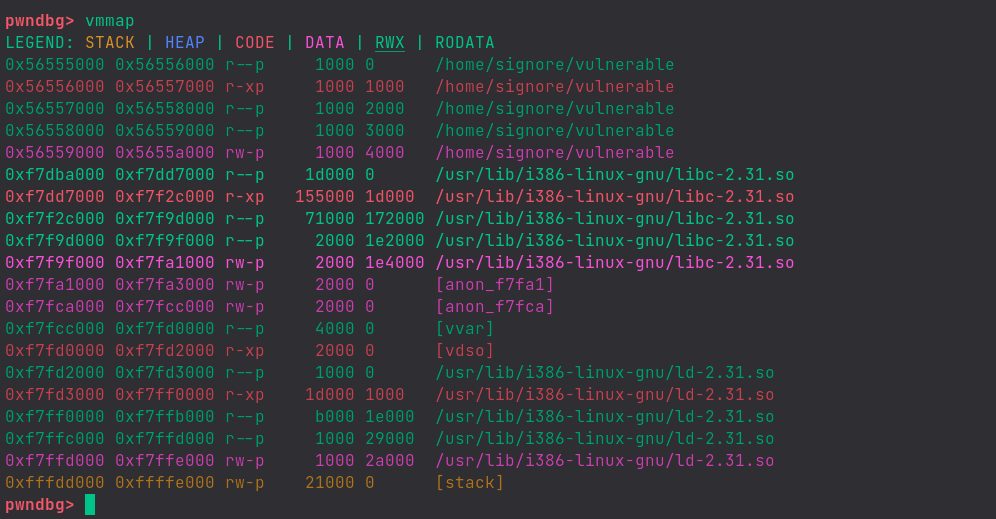 pwndbg> vmmap
LEGEND: STACK | HEAP | CODE | DATA | RWX | RODATA
0x56555000 0x56556000 r--p     1000 0      /home/signore/vulnerable
0x56556000 0x56557000 r-xp     1000 1000   /home/signore/vulnerable
0x56557000 0x56558000 r--p     1000 2000   /home/signore/vulnerable
0x56558000 0x56559000 r--p     1000 3000   /home/signore/vulnerable
0x56559000 0x5655a000 rw-p     1000 4000   /home/signore/vulnerable
0xf7dba000 0xf7dd7000 r--p    1d000 0      /usr/lib/i386-linux-gnu/libc-2.31.so
0xf7dd7000 0xf7f2c000 r-xp   155000 1d000  /usr/lib/i386-linux-gnu/libc-2.31.so
0xf7f2c000 0xf7f9d000 r--p    71000 172000 /usr/lib/i386-linux-gnu/libc-2.31.so
0xf7f9d000 0xf7f9f000 r--p     2000 1e2000 /usr/lib/i386-linux-gnu/libc-2.31.so
0xf7f9f000 0xf7fa1000 rw-p     2000 1e4000 /usr/lib/i386-linux-gnu/libc-2.31.so
0xf7fa1000 0xf7fa3000 rw-p     2000 0      [anon_f7fa1]
0xf7fca000 0xf7fcc000 rw-p     2000 0      [anon_f7fca]
0xf7fcc000 0xf7fd0000 r--p     4000 0      [vvar]
0xf7fd0000 0xf7fd2000 r-xp     2000 0      [vdso]
0xf7fd2000 0xf7fd3000 r--p     1000 0      /usr/lib/i386-linux-gnu/ld-2.31.so
0xf7fd3000 0xf7ff0000 r-xp    1d000 1000   /usr/lib/i386-linux-gnu/ld-2.31.so
0xf7ff0000 0xf7ffb000 r--p     b000 1e000  /usr/lib/i386-linux-gnu/ld-2.31.so
0xf7ffc000 0xf7ffd000 r--p     1000 29000  /usr/lib/i386-linux-gnu/ld-2.31.so
0xf7ffd000 0xf7ffe000 rw-p     1000 2a000  /usr/lib/i386-linux-gnu/ld-2.31.so
0xfffdd000 0xffffe000 rw-p    21000 0      [stack]
pwndbg>